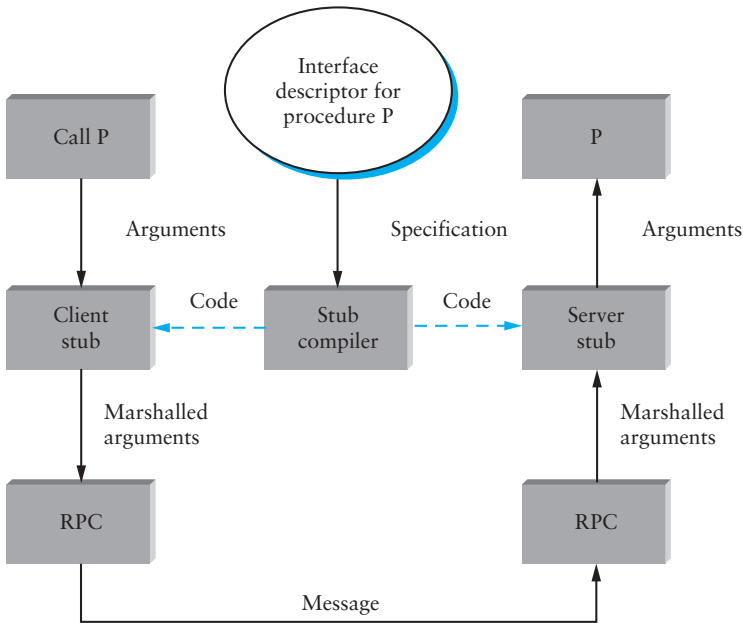 Interface
descriptor for
procedure P
Call P
P
Arguments
Specification
Arguments
Client
stub
Code
Stub
compiler
Code
Server
stub
Marshalled
arguments
Marshalled
arguments
RPC
RPC
Message